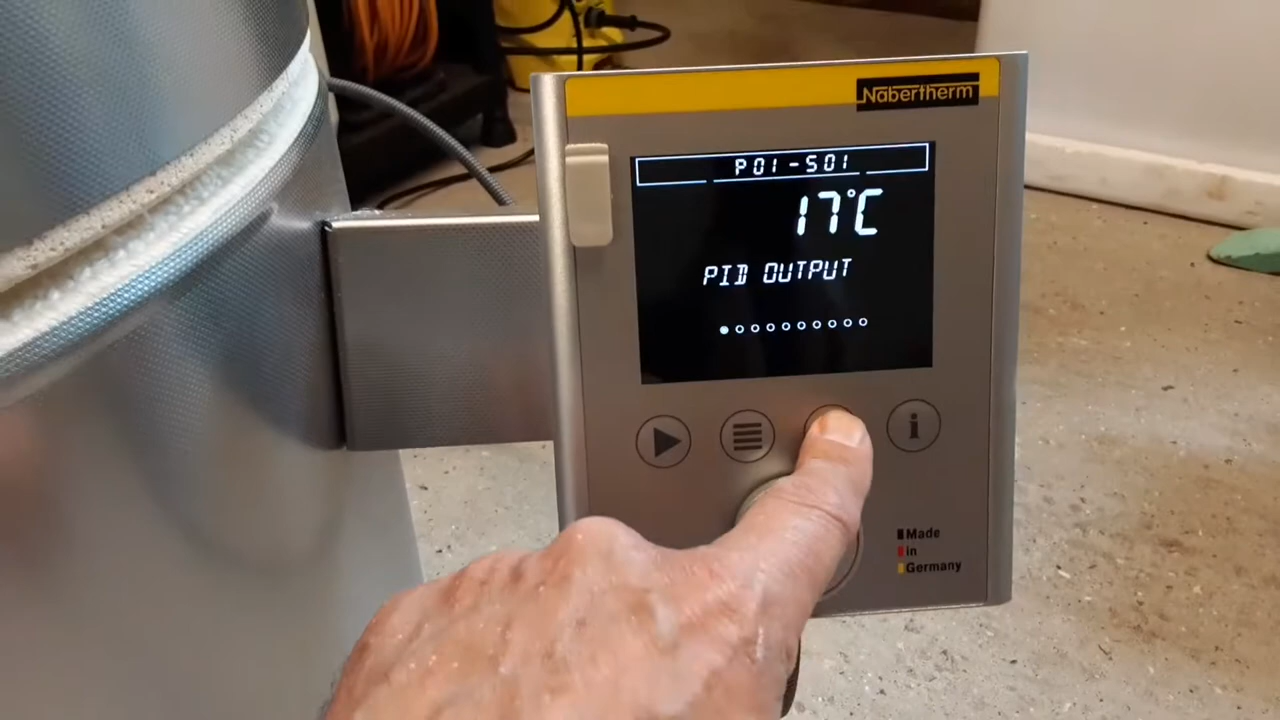 Nabertherm
P01-S01
17°C
PID OUTPUT
i
Made
in
Germany